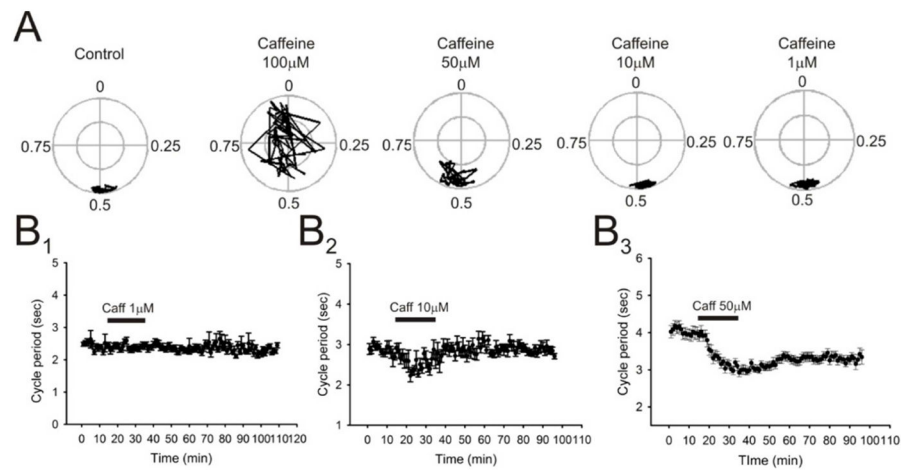 A
Control
Caffeine
100μM
Caffeine
50μM
Caffeine
10μM
Caffeine
1μM
0
0.75
0.25
0.5
0
0.75
0.25
0.5
0
0.75
0.25
0.5
0
0.75
0.25
0.5
0
0.75
0.25
0.5
B1
Caff 1μM
Cycle period (sec)
5
4
3
2
1
0
0 10 20 30 40 50 60 70 80 90 100110 120
Time (min)
B2
Caff 10μM
Cycle period (sec)
5
4
3
2
1
0 10 20 30 40 50 60 70 80 90 100110
Time (min)
B3
Caff 50μM
Cycle period (sec)
6
5
4
3
2
0 10 20 30 40 50 60 70 80 90 100 110
TIme (min)